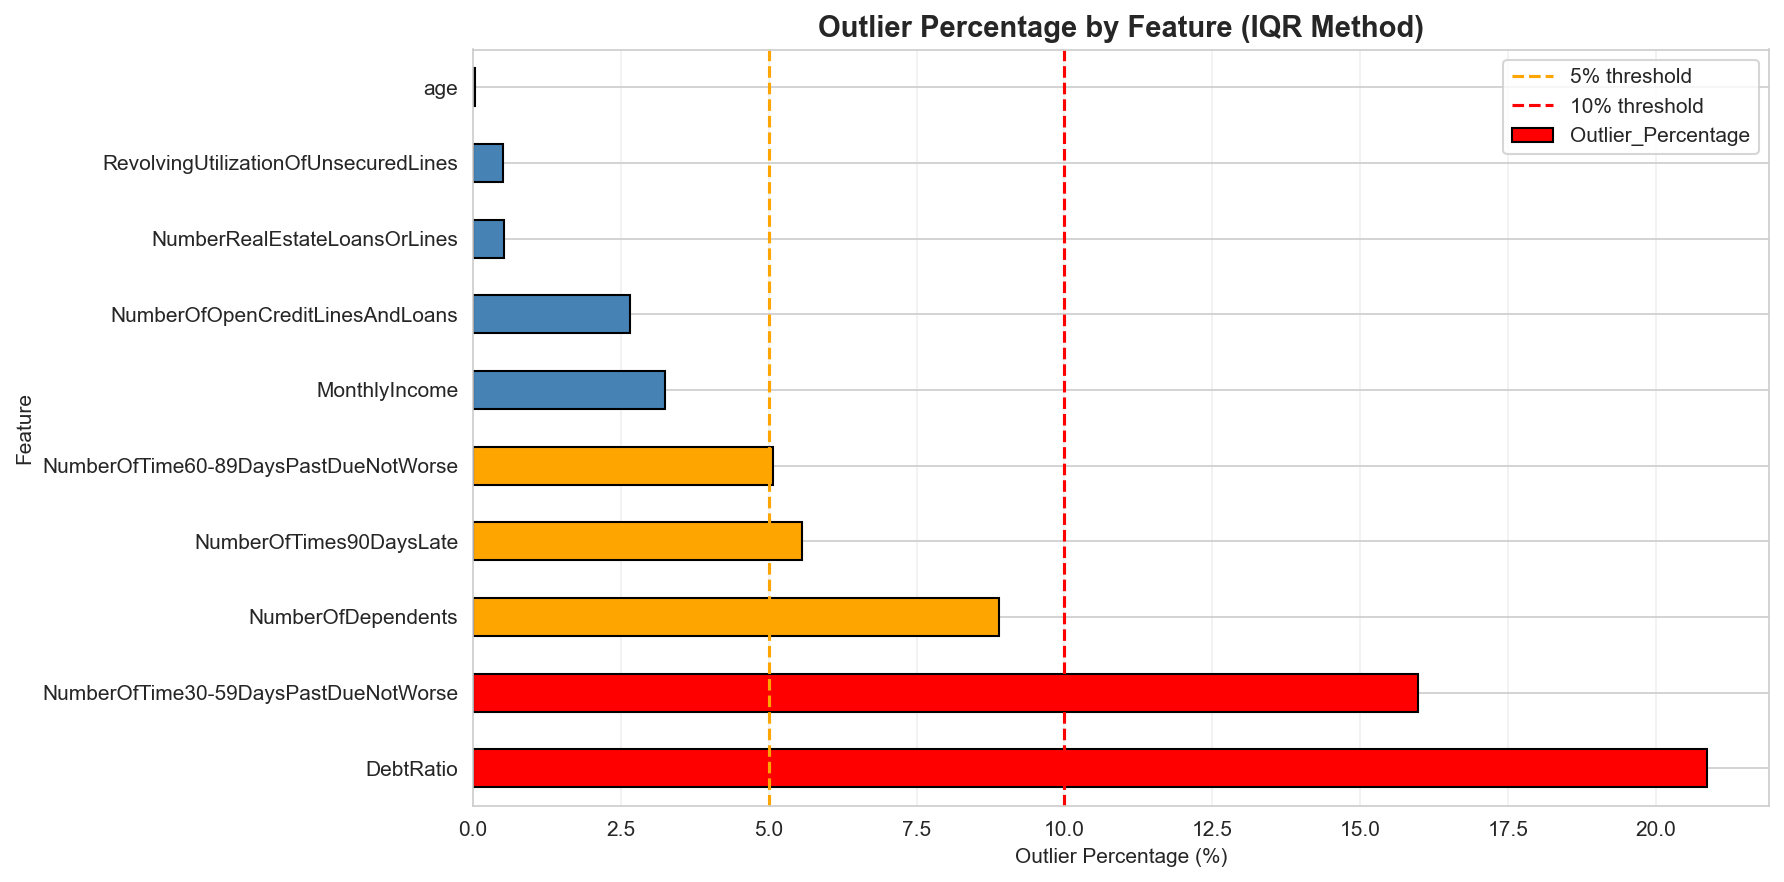 Outlier Percentage by Feature (IQR Method)
5% threshold
10% threshold
Outlier_Percentage
Feature
age
RevolvingUtilizationOfUnsecuredLines
NumberRealEstateLoansOrLines
NumberOfOpenCreditLinesAndLoans
MonthlyIncome
NumberOfTime60-89DaysPastDueNotWorse
NumberOfTimes90DaysLate
NumberOfDependents
NumberOfTime30-59DaysPastDueNotWorse
DebtRatio
0.0 2.5 5.0 7.5 10.0 12.5 15.0 17.5 20.0
Outlier Percentage (%)